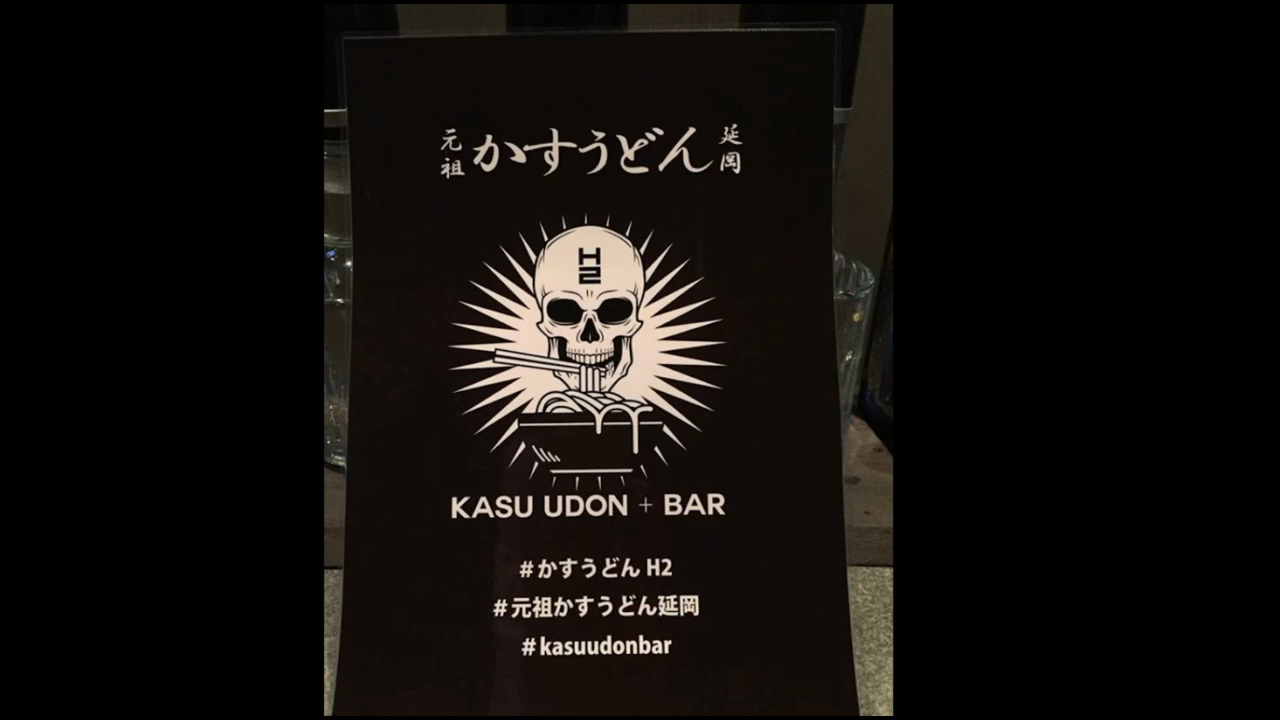 元祖 かすうどん 延岡
H2
KASU UDON + BAR
#かすうどん H2
#元祖かすうどん延岡
#kasuudonbar